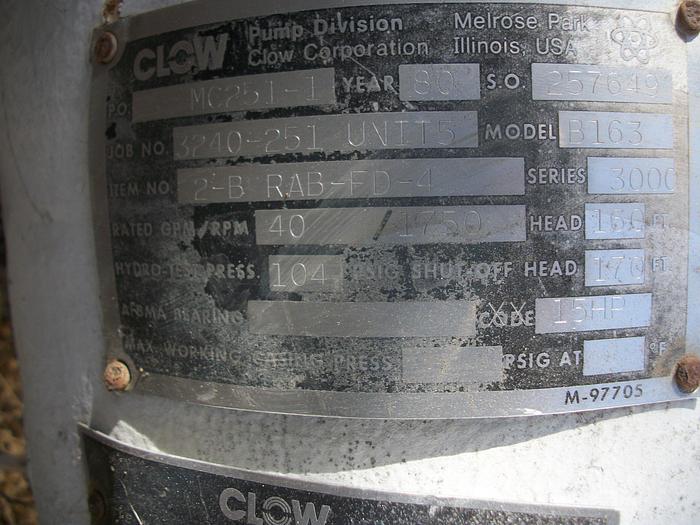 CLOW Pump Division Melrose Park
Clow Corporation Illinois, USA
P.O. MC251-1 YEAR 80 S.O. 257649
JOB NO. 3240-251 UNIT5 MODEL B163
ITEM NO. 2-B RAB-FD-4 SERIES 3000
RATED GPM/RPM 40 / 1750 HEAD 160 FT.
HYDRO-TEST PRESS. 104 PSIG SHUT-OFF HEAD 170 FT.
AFBMA BEARING CODE 15HP
MAX. WORKING CASING PRESS. PSIG AT °F
M-97705
CLOW